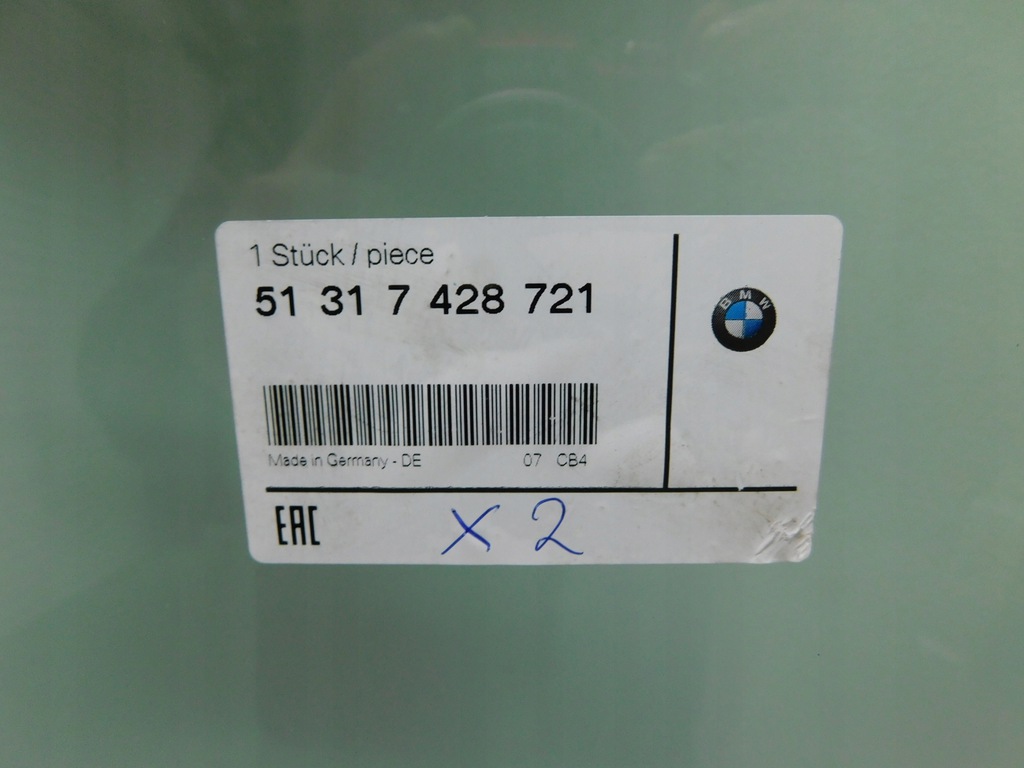 1 Stück / piece
51 31 7 428 721
BMW
Made in Germany - DE 07 CB4
EAC x 2